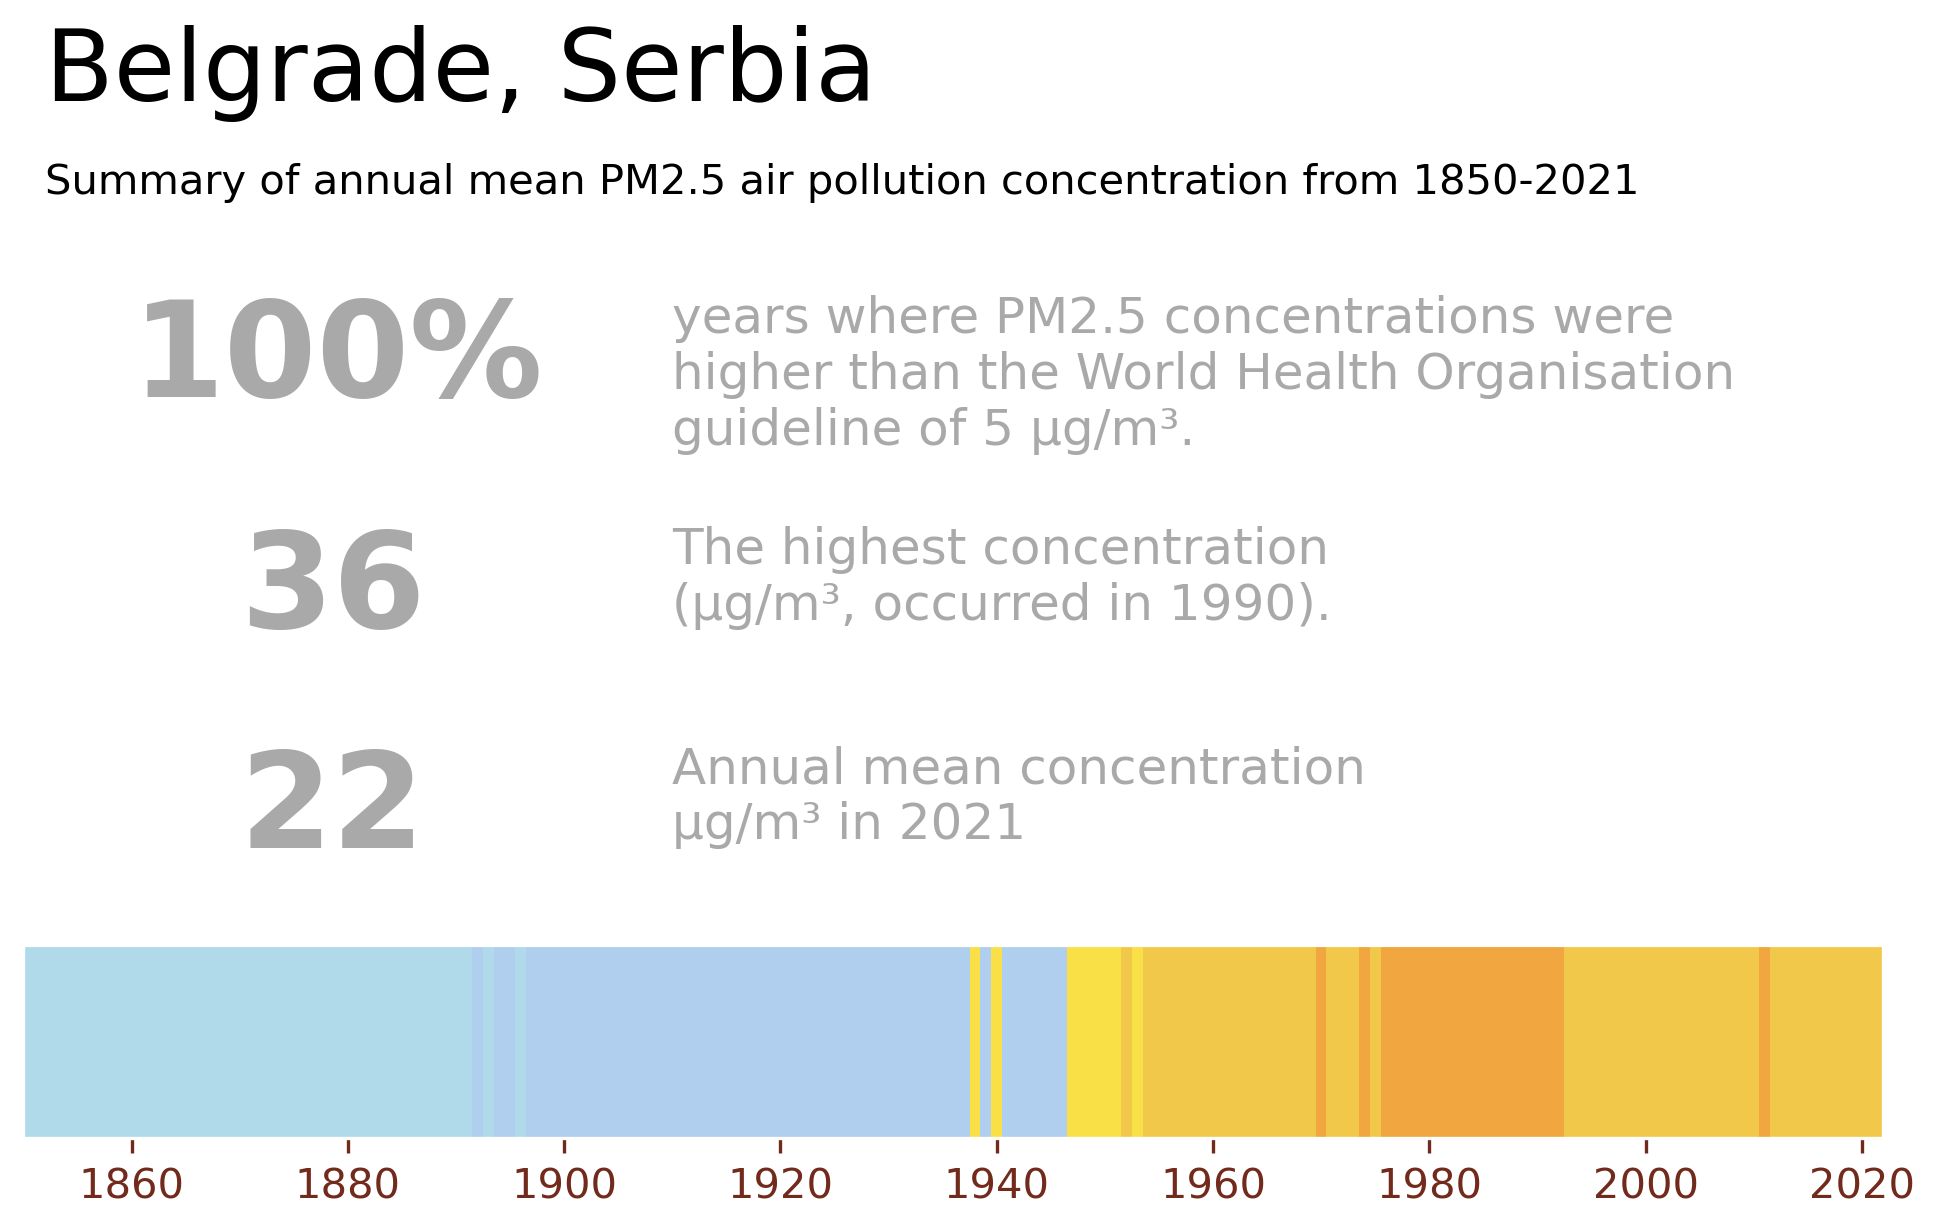 Belgrade, Serbia
Summary of annual mean PM2.5 air pollution concentration from 1850-2021
100%
years where PM2.5 concentrations were
higher than the World Health Organisation
guideline of 5 µg/m³.
36
The highest concentration
(µg/m³, occurred in 1990).
22
Annual mean concentration
µg/m³ in 2021
1860 1880 1900 1920 1940 1960 1980 2000 2020